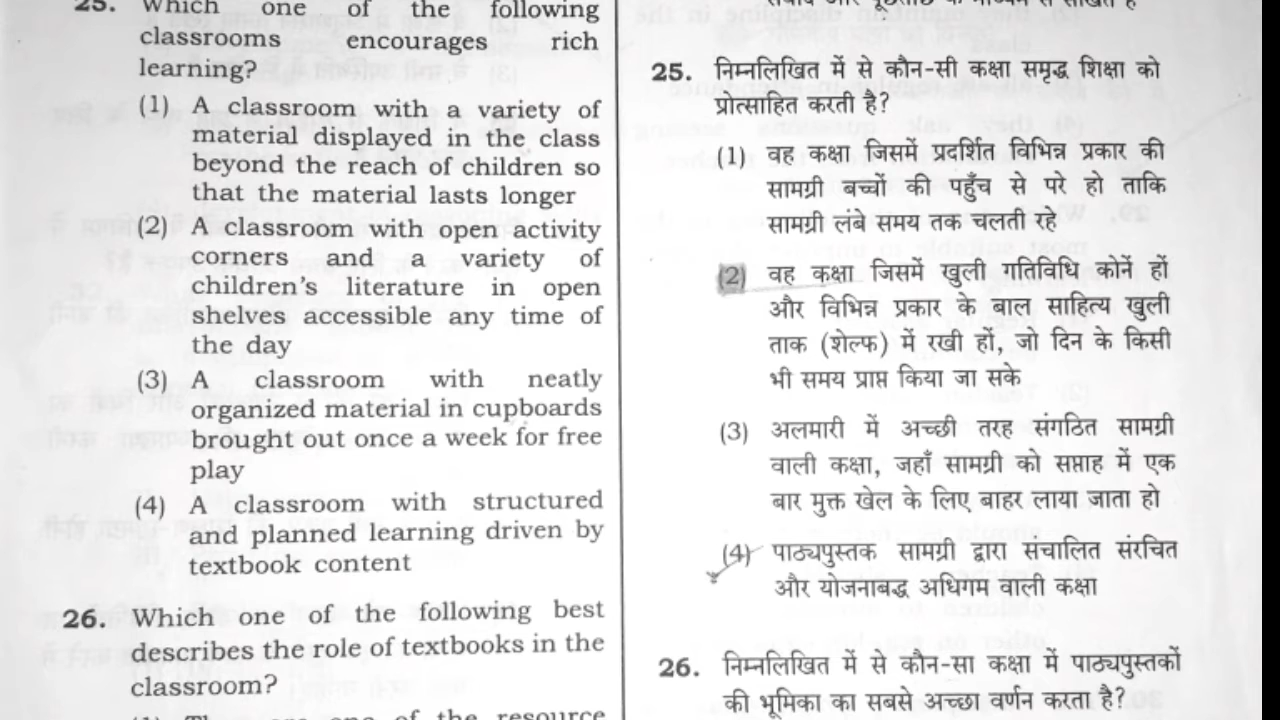 25. Which one of the following
classrooms encourages rich
learning?
(1) A classroom with a variety of
material displayed in the class
beyond the reach of children so
that the material lasts longer
(2) A classroom with open activity
corners and a variety of
children's literature in open
shelves accessible any time of
the day
(3) A classroom with neatly
organized material in cupboards
brought out once a week for free
play
(4) A classroom with structured
and planned learning driven by
textbook content
26. Which one of the following best
describes the role of textbooks in the
classroom?
25. निम्नलिखित में से कौन-सी कक्षा समृद्ध शिक्षा को
प्रोत्साहित करती है?
(1) वह कक्षा जिसमें प्रदर्शित विभिन्न प्रकार की
सामग्री बच्चों की पहुँच से परे हो ताकि
सामग्री लंबे समय तक चलती रहे
(2) वह कक्षा जिसमें खुली गतिविधि कोनें हों
और विभिन्न प्रकार के बाल साहित्य खुली
ताक (शेल्फ) में रखी हों, जो दिन के किसी
भी समय प्राप्त किया जा सके
(3) अलमारी में अच्छी तरह संगठित सामग्री
वाली कक्षा, जहाँ सामग्री को सप्ताह में एक
बार मुक्त खेल के लिए बाहर लाया जाता हो
(4) पाठ्यपुस्तक सामग्री द्वारा संचालित संरचित
और योजनाबद्ध अधिगम वाली कक्षा
26. निम्नलिखित में से कौन-सा कक्षा में पाठ्यपुस्तकों
की भूमिका का सबसे अच्छा वर्णन करता है?